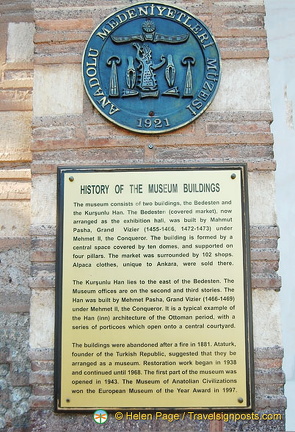 ANADOLU MEDENİYETLERİ MÜZESİ
1921
HISTORY OF THE MUSEUM BUILDINGS
The museum consists of two buildings, the Bedesten and
the Kurşunlu Han. The Bedesten (covered market), now
arranged as the exhibition hall, was built by Mahmut
Pasha, Grand Vizier (1455-1468, 1472-1473) under
Mehmet II, the Conqueror. The building is formed by a
central space covered by ten domes, and supported on
four pillars. The market was surrounded by 102 shops.
Alpaca clothes, unique to Ankara, were sold there.
The Kurşunlu Han lies to the east of the Bedesten. The
Museum offices are on the second and third stories. The
Han was built by Mehmet Pasha, Grand Vizier (1466-1469)
under Mehmet II, the Conqueror. It is a typical example of
the Han (inn) architecture of the Ottoman period, with a
series of porticoes which open onto a central courtyard.
The buildings were abandoned after a fire in 1881. Ataturk,
founder of the Turkish Republic, suggested that they be
arranged as a museum. Restoration work began in 1938
and continued until 1968. The first part of the museum was
opened in 1943. The Museum of Anatolian Civilizations
won the European Museum of the Year Award in 1997.
© Helen Page / Travelsignposts.com